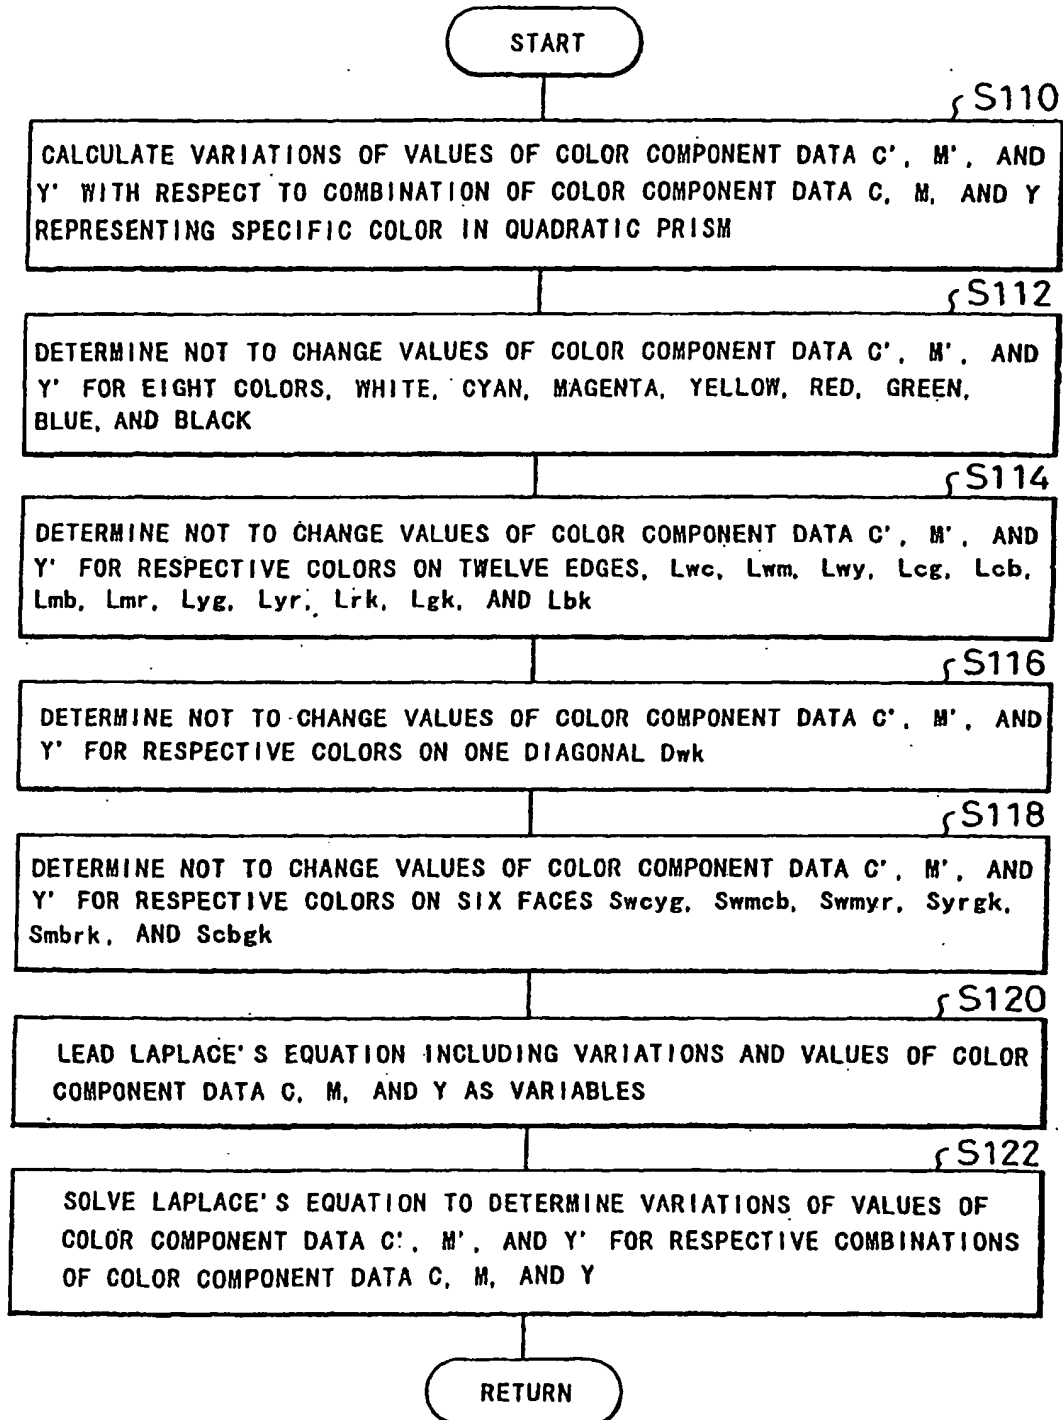 START
S110
CALCULATE VARIATIONS OF VALUES OF COLOR COMPONENT DATA C', M', AND
Y' WITH RESPECT TO COMBINATION OF COLOR COMPONENT DATA C, M, AND Y
REPRESENTING SPECIFIC COLOR IN QUADRATIC PRISM
S112
DETERMINE NOT TO CHANGE VALUES OF COLOR COMPONENT DATA C', M', AND
Y' FOR EIGHT COLORS, WHITE, CYAN, MAGENTA, YELLOW, RED, GREEN,
BLUE, AND BLACK
S114
DETERMINE NOT TO CHANGE VALUES OF COLOR COMPONENT DATA C', M', AND
Y' FOR RESPECTIVE COLORS ON TWELVE EDGES, Lwc, Lwm, Lwy, Lcg, Lcb,
Lmb, Lmr, Lyg, Lyr, Lrk, Lgk, AND Lbk
S116
DETERMINE NOT TO CHANGE VALUES OF COLOR COMPONENT DATA C', M', AND
Y' FOR RESPECTIVE COLORS ON ONE DIAGONAL Dwk
S118
DETERMINE NOT TO CHANGE VALUES OF COLOR COMPONENT DATA C', M', AND
Y' FOR RESPECTIVE COLORS ON SIX FACES Swcyg, Swmcb, Swmyr, Syrgk,
Smbrk, AND Scbgk
S120
LEAD LAPLACE'S EQUATION INCLUDING VARIATIONS AND VALUES OF COLOR
COMPONENT DATA C, M, AND Y AS VARIABLES
S122
SOLVE LAPLACE'S EQUATION TO DETERMINE VARIATIONS OF VALUES OF
COLOR COMPONENT DATA C', M', AND Y' FOR RESPECTIVE COMBINATIONS
OF COLOR COMPONENT DATA C, M, AND Y
RETURN